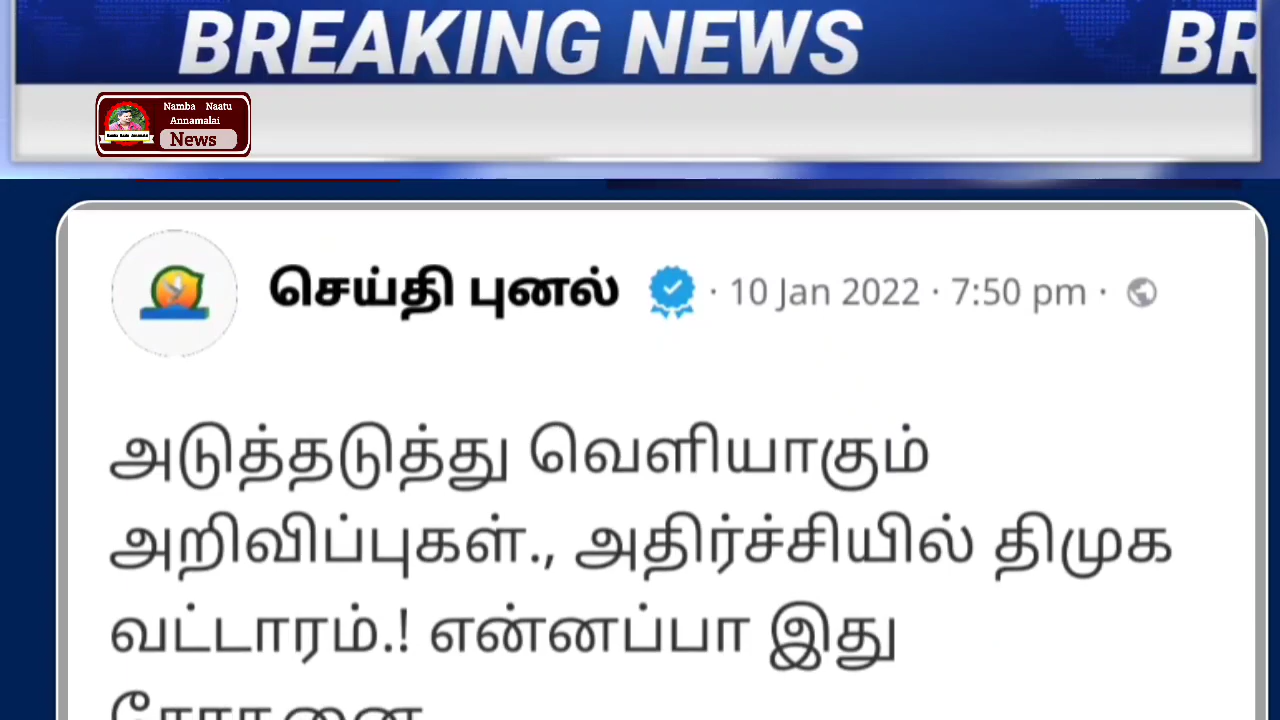 BREAKING NEWS
BR
Namba Naatu
Annamalai
News
செய்தி புனல் · 10 Jan 2022 · 7:50 pm ·
அடுத்தடுத்து வெளியாகும்
அறிவிப்புகள்., அதிர்ச்சியில் திமுக
வட்டாரம்.! என்னப்பா இது